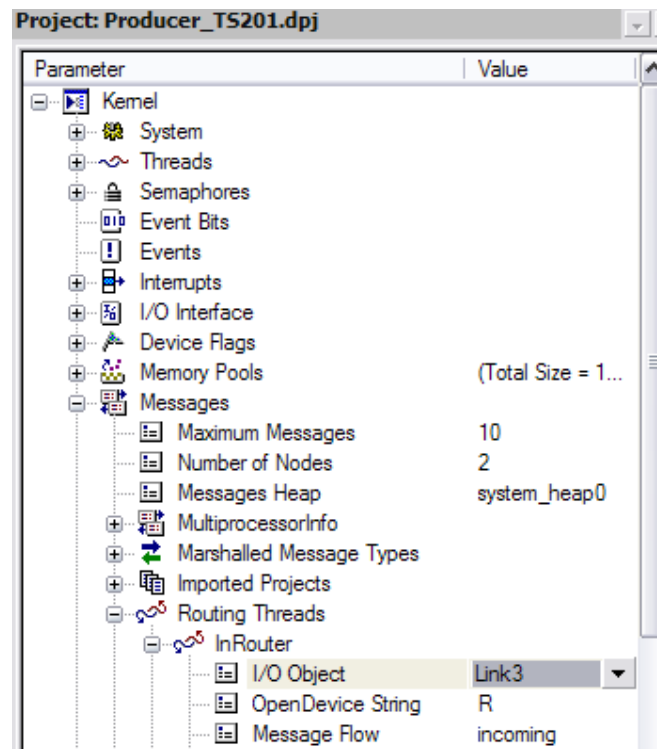 Project: Producer_TS201.dpj
Parameter Value
Kernel
System
Threads
Semaphores
Event Bits
Events
Interrupts
I/O Interface
Device Flags
Memory Pools (Total Size = 1...
Messages
Maximum Messages 10
Number of Nodes 2
Messages Heap system_heap0
MultiprocessorInfo
Marshalled Message Types
Imported Projects
Routing Threads
InRouter
I/O Object Link3
OpenDevice String R
Message Flow incoming